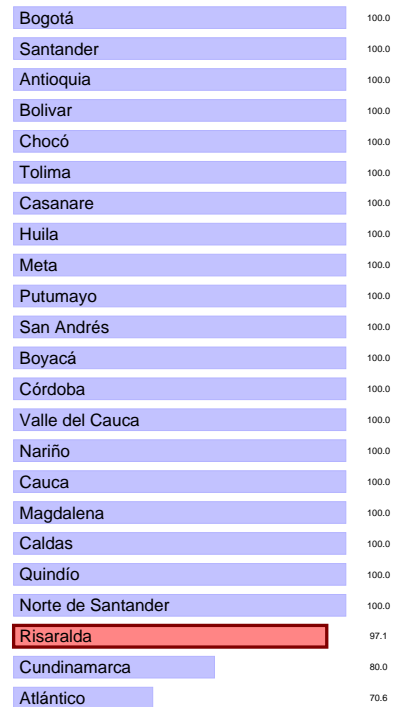 Bogotá 100.0
Santander 100.0
Antioquia 100.0
Bolivar 100.0
Chocó 100.0
Tolima 100.0
Casanare 100.0
Huila 100.0
Meta 100.0
Putumayo 100.0
San Andrés 100.0
Boyacá 100.0
Córdoba 100.0
Valle del Cauca 100.0
Nariño 100.0
Cauca 100.0
Magdalena 100.0
Caldas 100.0
Quindío 100.0
Norte de Santander 100.0
Risaralda 97.1
Cundinamarca 80.0
Atlántico 70.6